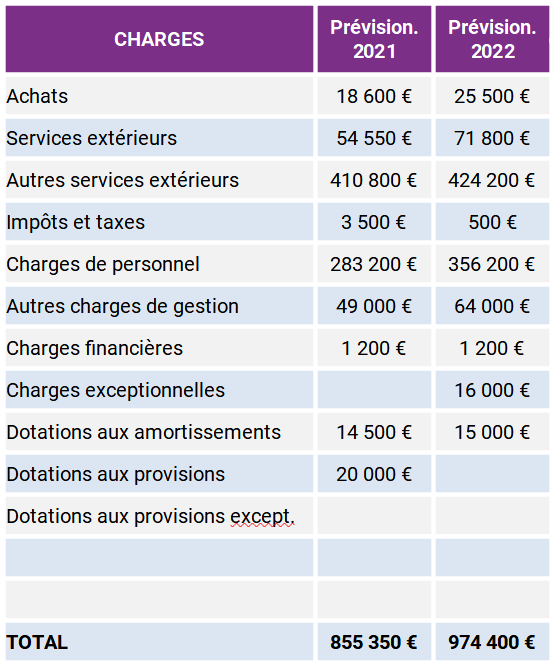 CHARGES Prévision. 2021 Prévision. 2022
Achats 18 600 € 25 500 €
Services extérieurs 54 550 € 71 800 €
Autres services extérieurs 410 800 € 424 200 €
Impôts et taxes 3 500 € 500 €
Charges de personnel 283 200 € 356 200 €
Autres charges de gestion 49 000 € 64 000 €
Charges financières 1 200 € 1 200 €
Charges exceptionnelles 16 000 €
Dotations aux amortissements 14 500 € 15 000 €
Dotations aux provisions 20 000 €
Dotations aux provisions except.
TOTAL 855 350 € 974 400 €